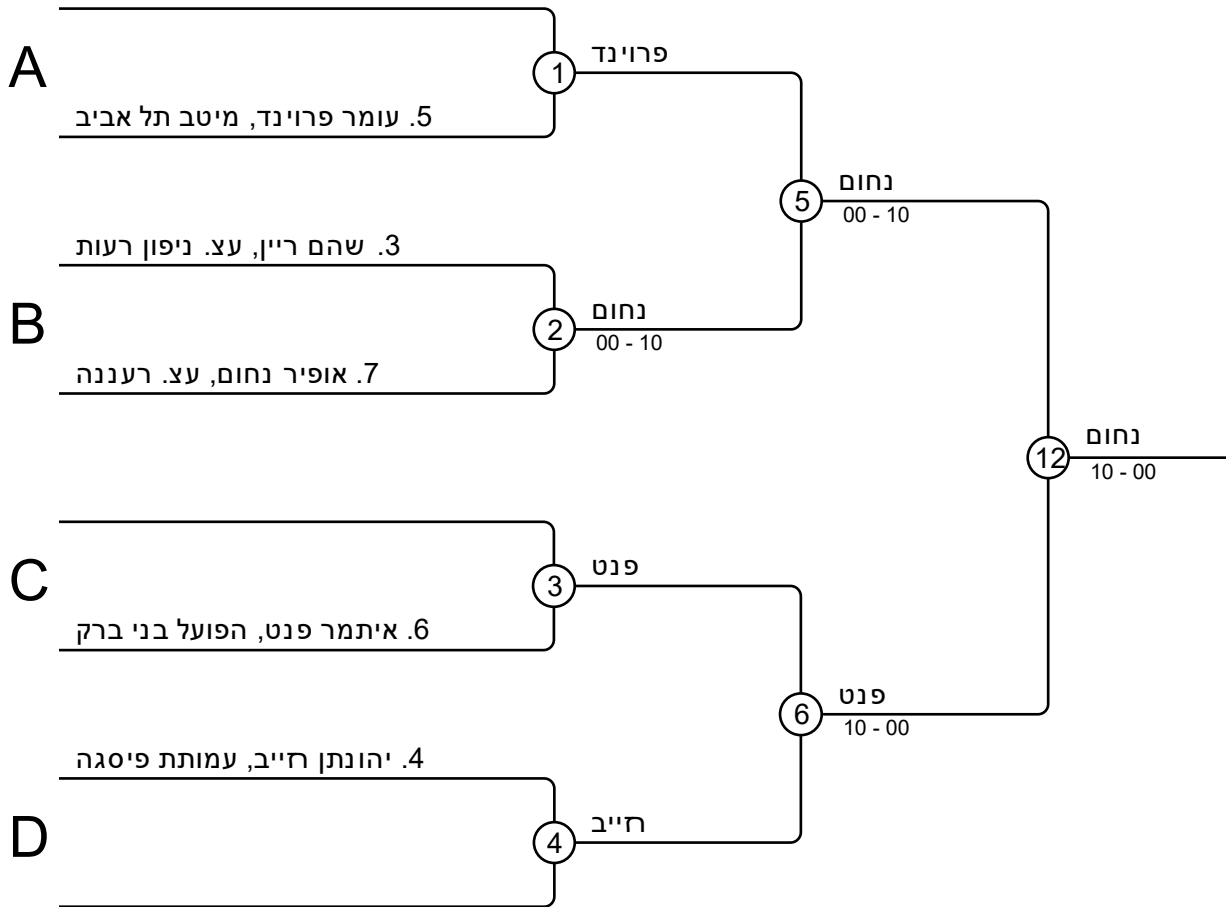 A
1
פרוינד
5. עומר פרוינד, מיטב תל אביב
5
נחום
00 - 10
3. שהם ריין, עצ. ניפון רעות
B
2
נחום
00 - 10
7. אופיר נחום, עצ. רעננה
12
נחום
10 - 00
C
3
פנט
6. איתמר פנט, הפועל בני ברק
6
פנט
10 - 00
4. יהונתן רזייב, עמותת פיסגה
D
4
רזייב